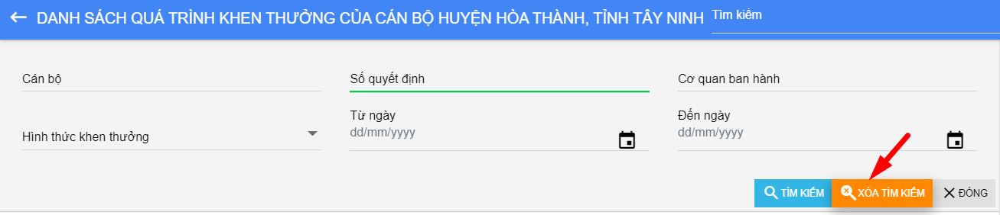 DANH SÁCH QUÁ TRÌNH KHEN THƯỞNG CỦA CÁN BỘ HUYỆN HÒA THÀNH, TỈNH TÂY NINH Tìm kiếm
Cán bộ Số quyết định Cơ quan ban hành
Từ ngày Đến ngày
dd/mm/yyyy dd/mm/yyyy
Hình thức khen thưởng
TÌM KIẾM XÓA TÌM KIẾM ĐÓNG